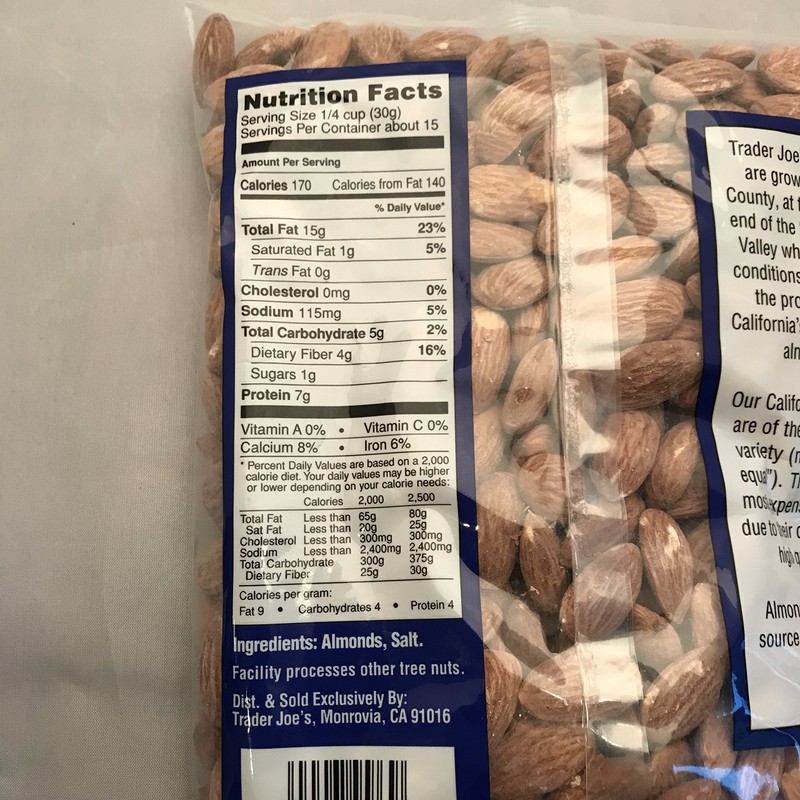 Nutrition Facts
Serving Size 1/4 cup (30g)
Servings Per Container about 15
Amount Per Serving
Calories 170 Calories from Fat 140
% Daily Value*
Total Fat 15g 23%
Saturated Fat 1g 5%
Trans Fat 0g
Cholesterol 0mg 0%
Sodium 115mg 5%
Total Carbohydrate 5g 2%
Dietary Fiber 4g 16%
Sugars 1g
Protein 7g
Vitamin A 0% • Vitamin C 0%
Calcium 8% • Iron 6%
* Percent Daily Values are based on a 2,000
calorie diet. Your daily values may be higher
or lower depending on your calorie needs:
Calories 2,000 2,500
Total Fat Less than 65g 80g
Sat Fat Less than 20g 25g
Cholesterol Less than 300mg 300mg
Sodium Less than 2,400mg 2,400mg
Total Carbohydrate 300g 375g
Dietary Fiber 25g 30g
Calories per gram:
Fat 9 • Carbohydrates 4 • Protein 4
Ingredients: Almonds, Salt.
Facility processes other tree nuts.
Dist. & Sold Exclusively By:
Trader Joe's, Monrovia, CA 91016
Trader Joe'
are grow
County, at
end of the
Valley wh
conditions
the pro
California'
alm
Our Califo
are of the
variety
due to
high q
Almon
source